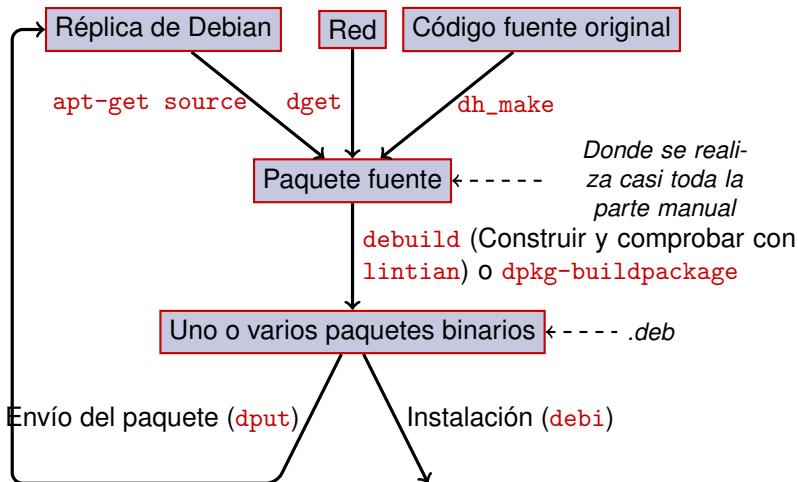 Réplica de Debian
Red
Código fuente original
apt-get source
dget
dh_make
Paquete fuente
Donde se reali-
za casi toda la
parte manual
debuild (Construir y comprobar con
lintian) o dpkg-buildpackage
Uno o varios paquetes binarios
.deb
Envío del paquete (dput)
Instalación (debi)